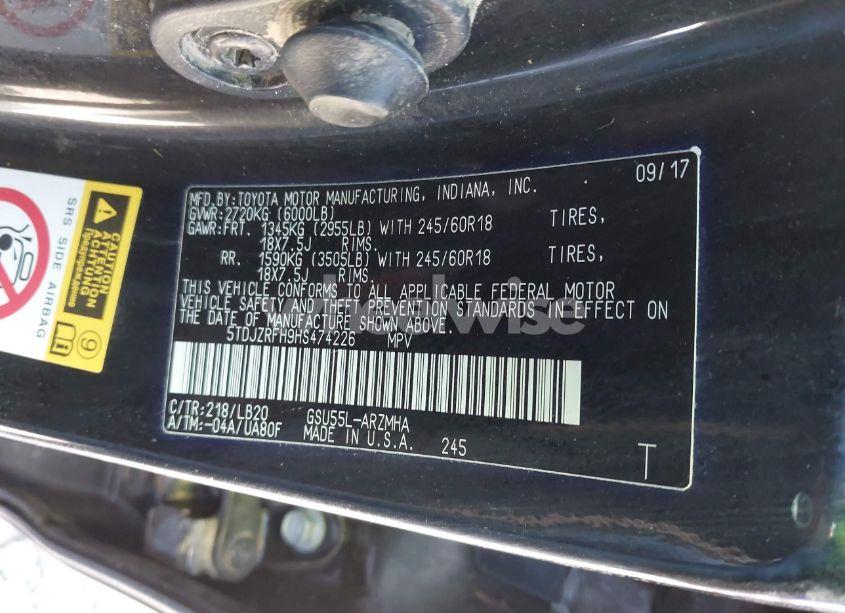 MFD.BY:TOYOTA MOTOR MANUFACTURING, INDIANA, INC. 09/17
GVWR:2720KG (6000LB)
GAWR:FRT. 1345KG (2955LB) WITH 245/60R18 TIRES,
18X7.5J RIMS.
RR. 1590KG (3505LB) WITH 245/60R18 TIRES,
18X7.5J RIMS.
THIS VEHICLE CONFORMS TO ALL APPLICABLE FEDERAL MOTOR
VEHICLE SAFETY AND THEFT PREVENTION STANDARDS IN EFFECT ON
THE DATE OF MANUFACTURE SHOWN ABOVE.
5TDJZRFH9HS474226 MPV
C/TR:218/LB20 GSU55L-ARZMHA
A/TM:-04A/UA80F MADE IN U.S.A. 245
T
SRS SIDE AIRBAG
CAUTION
ATTENTION
ACHTUNG
9